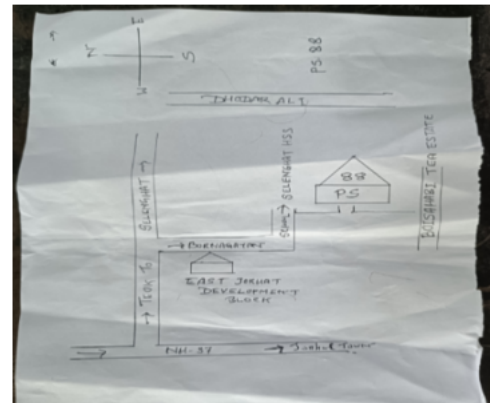 E
N
S
W
PS 88
DHODAR ALI
SELENGHAT →
SELENGHAT HSS
88
PS
BOISAHABI TEA ESTATE
→ TEOK TO
EAST JORHAT
DEVELOPMENT
BLOCK
NH-37
→ Jorhat Town